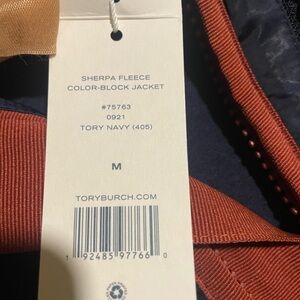 SHERPA FLEECE
COLOR-BLOCK JACKET
#75763
0921
TORY NAVY (405)
M
TORYBURCH.COM
1 92485 97766 0